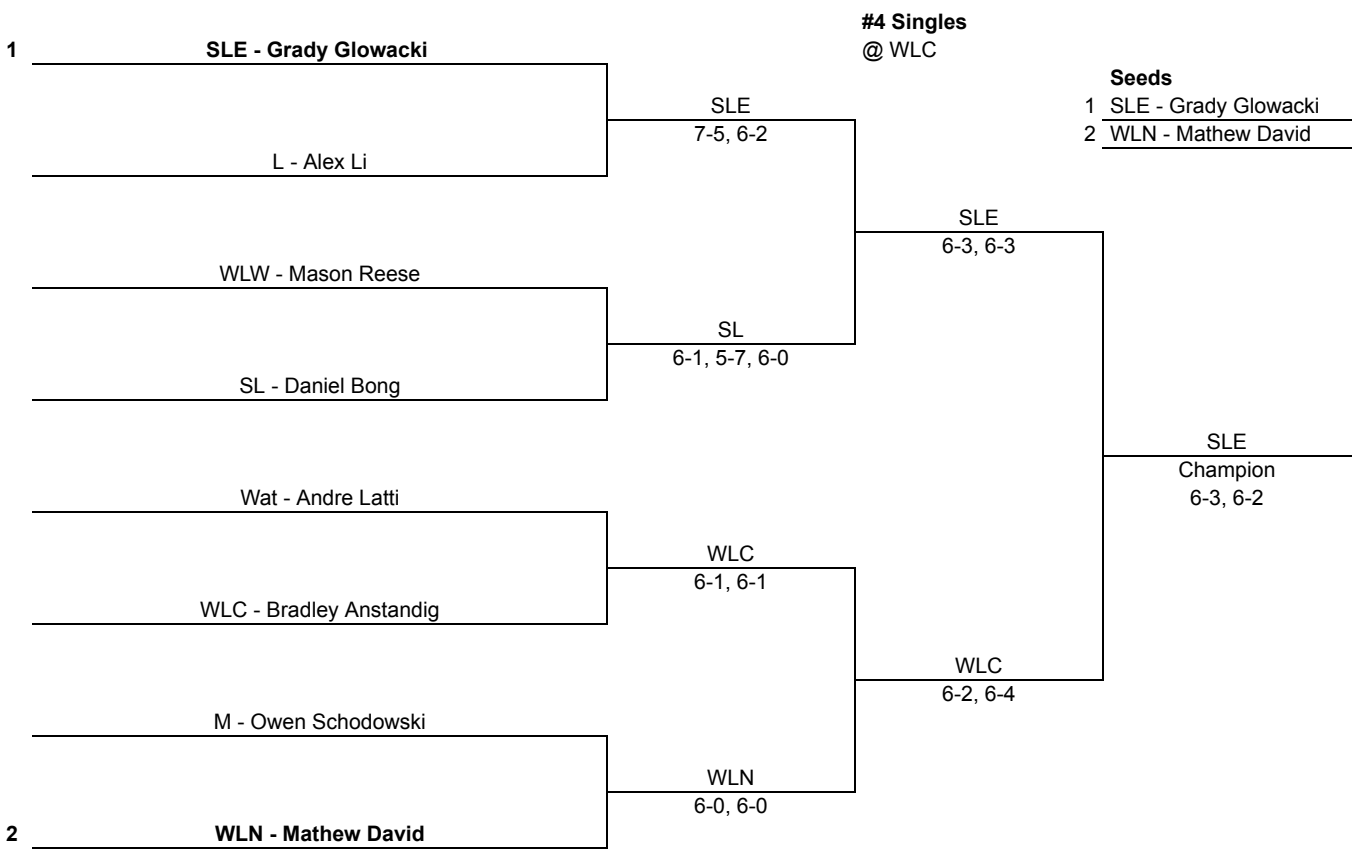 #4 Singles
1 SLE - Grady Glowacki
@ WLC
Seeds
SLE
1 SLE - Grady Glowacki
7-5, 6-2
2 WLN - Mathew David
L - Alex Li
SLE
6-3, 6-3
WLW - Mason Reese
SL
6-1, 5-7, 6-0
SL - Daniel Bong
SLE
Champion
6-3, 6-2
Wat - Andre Latti
WLC
6-1, 6-1
WLC - Bradley Anstandig
WLC
6-2, 6-4
M - Owen Schodowski
WLN
6-0, 6-0
2 WLN - Mathew David